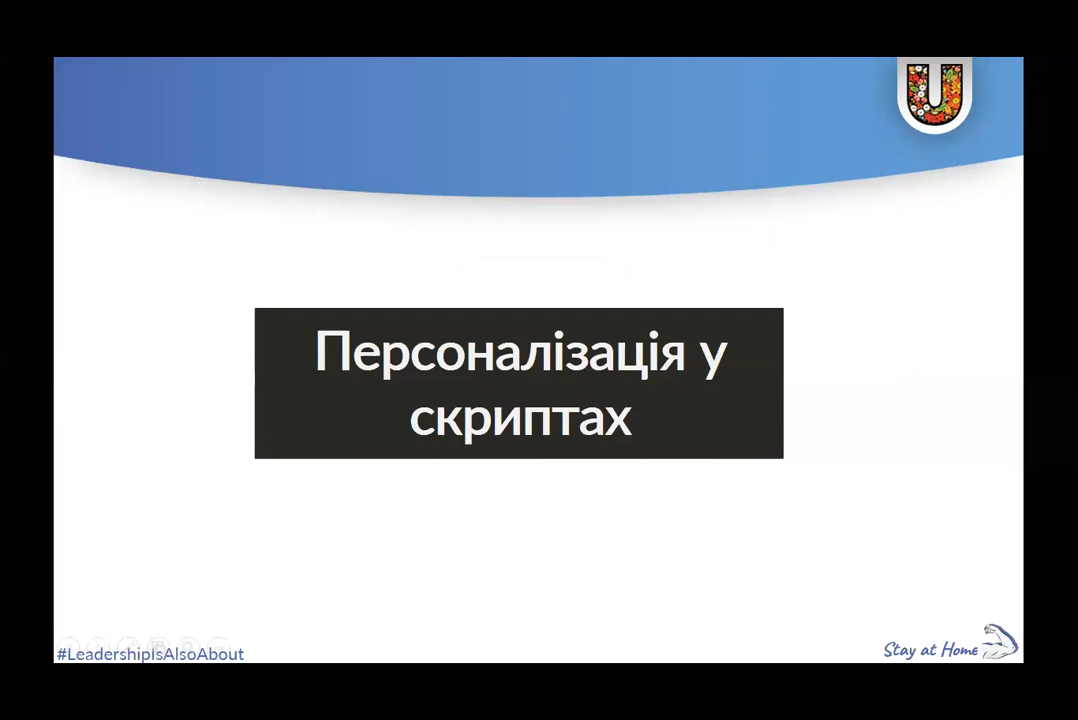 U
Персоналізація у
скриптах
#LeadershipIsAlsoAbout
Stay at Home